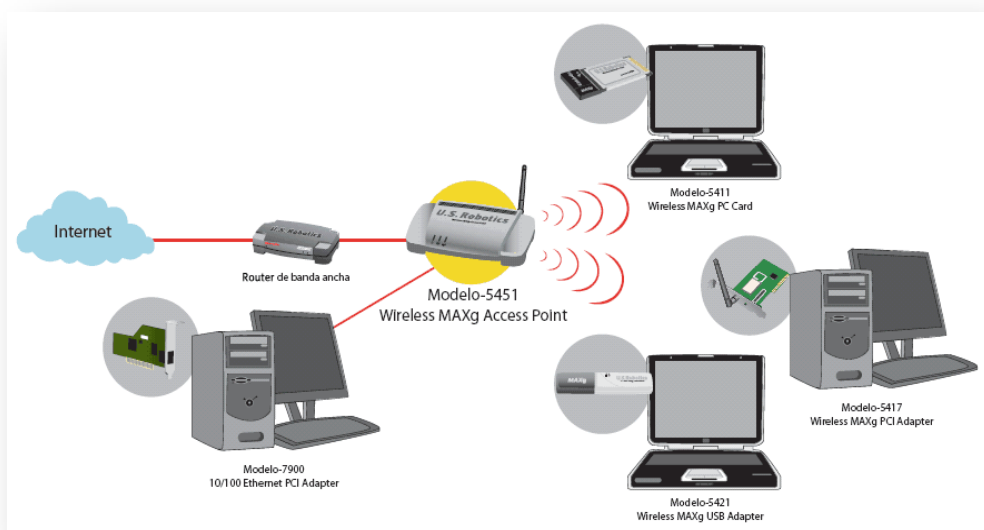 Modelo-5411
Wireless MAXg PC Card
U.S. Robotics
Internet
U.S. Robotics
Router de banda ancha
Modelo-5451
Wireless MAXg Access Point
MAXg
U.S. Robotics
Modelo-5417
Wireless MAXg PCI Adapter
Modelo-7900
10/100 Ethernet PCI Adapter
Modelo-5421
Wireless MAXg USB Adapter